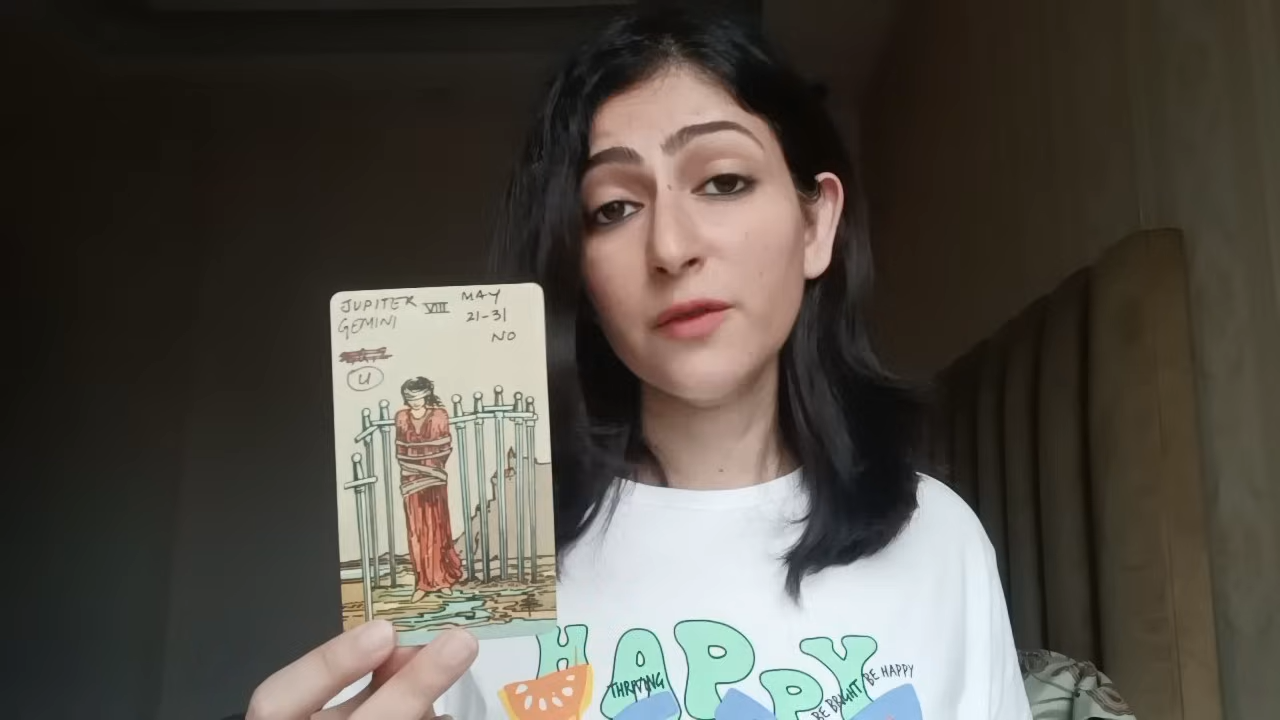 JUPITER VIII MAY
GEMINI 21-31
NO
HAPPY
THRIVING
BE BRIGHT
BE HAPPY